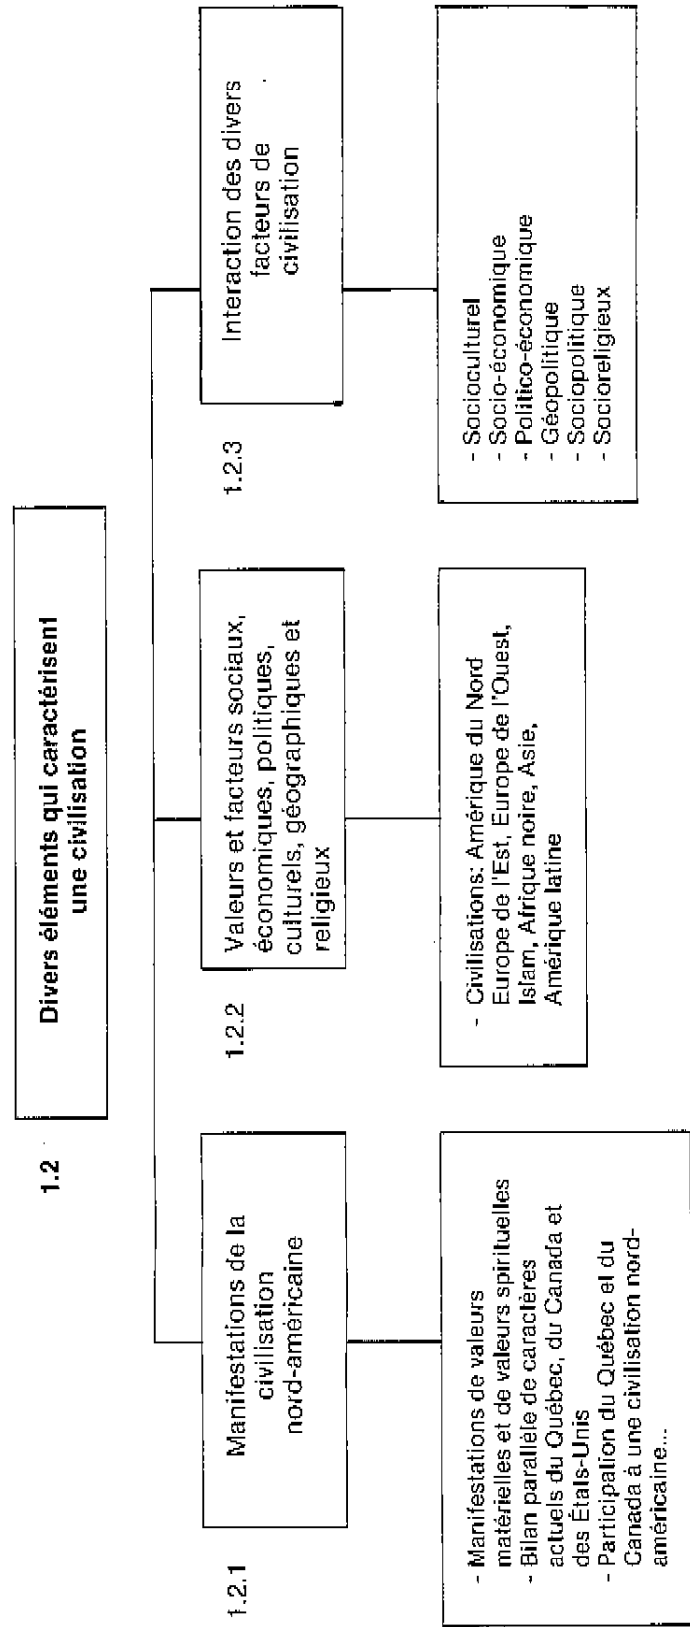 1.2
Divers éléments qui caractérisent
une civilisation
1.2.1
Manifestations de la
civilisation
nord-américaine
- Manifestations de valeurs
matérielles et de valeurs spirituelles
- Bilan parallèle de caractères
actuels du Québec, du Canada et
des États-Unis
- Participation du Québec et du
Canada à une civilisation nord-
américaine...
1.2.2
Valeurs et facteurs sociaux,
économiques, politiques,
culturels, géographiques et
religieux
- Civilisations: Amérique du Nord
Europe de l'Est, Europe de l'Ouest,
Islam, Afrique noire, Asie,
Amérique latine
1.2.3
Interaction des divers
facteurs de
civilisation
- Socioculturel
- Socio-économique
- Politico-économique
- Géopolitique
- Sociopolitique
- Socioreligieux